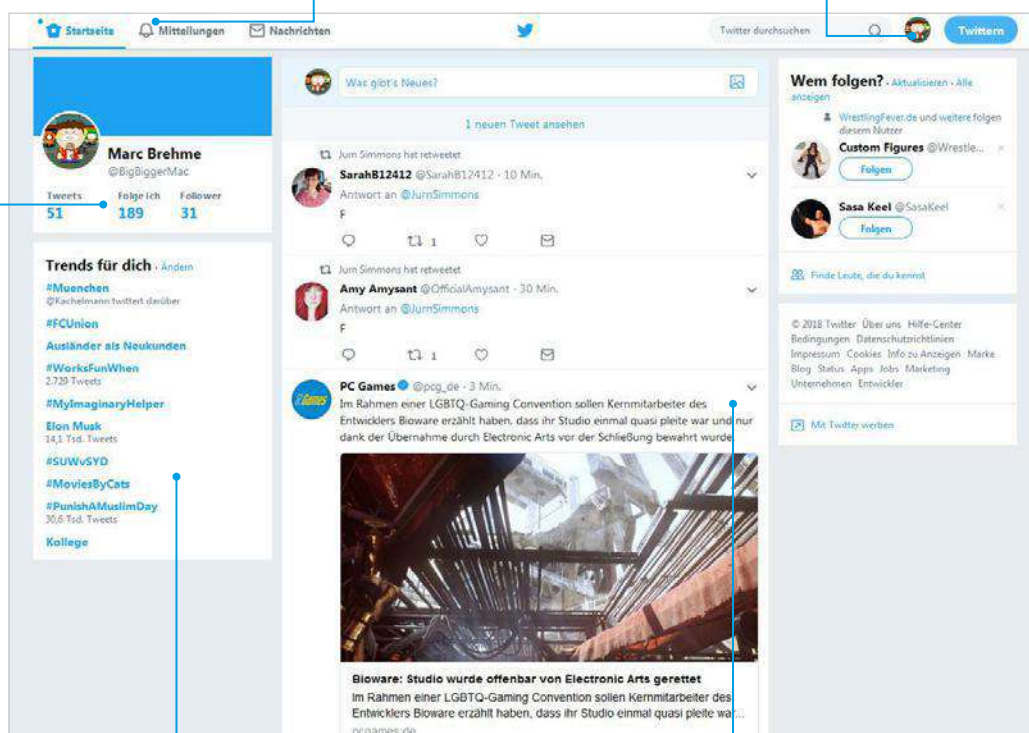 Startseite Mitteilungen Nachrichten Twitter durchsuchen Twittern
Marc Brehme
@BigBiggerMac
Tweets Folge ich Follower
51 189 31
Trends für dich · Ändern
#Muenchen
@Kachelmann twittert darüber
#FCUnion
Ausländer als Neukunden
#WorksFunWhen
2.729 Tweets
#MyImaginaryHelper
Elon Musk
14,1 Tsd. Tweets
#SUWvSYD
#MoviesByCats
#PunishAMuslimDay
30,6 Tsd. Tweets
Kollege
Was gibt's Neues?
1 neuen Tweet ansehen
Jurn Simmons hat retweetet
SarahB12412 @SarahB12412 · 10 Min.
Antwort an @JurnSimmons
F
1
Jurn Simmons hat retweetet
Amy Amysant @OfficialAmysant · 30 Min.
Antwort an @JurnSimmons
F
1
PC Games @pcg_de · 3 Min.
Im Rahmen einer LGBTQ-Gaming Convention sollen Kernmitarbeiter des
Entwicklers Bioware erzählt haben, dass ihr Studio einmal quasi pleite war und nur
dank der Übernahme durch Electronic Arts vor der Schließung bewahrt wurde.
Games
Bioware: Studio wurde offenbar von Electronic Arts gerettet
Im Rahmen einer LGBTQ-Gaming Convention sollen Kernmitarbeiter des
Entwicklers Bioware erzählt haben, dass ihr Studio einmal quasi pleite war...
pcgames.de
Wem folgen? · Aktualisieren · Alle
anzeigen
WrestlingFever.de und weitere folgen
diesem Nutzer
Custom Figures @Wrestle... ×
Folgen
Sasa Keel @SasaKeel ×
Folgen
Finde Leute, die du kennst
© 2018 Twitter Über uns Hilfe-Center
Bedingungen Datenschutzrichtlinien
Impressum Cookies Info zu Anzeigen Marke
Blog Status Apps Jobs Marketing
Unternehmen Entwickler
Mit Twitter werben